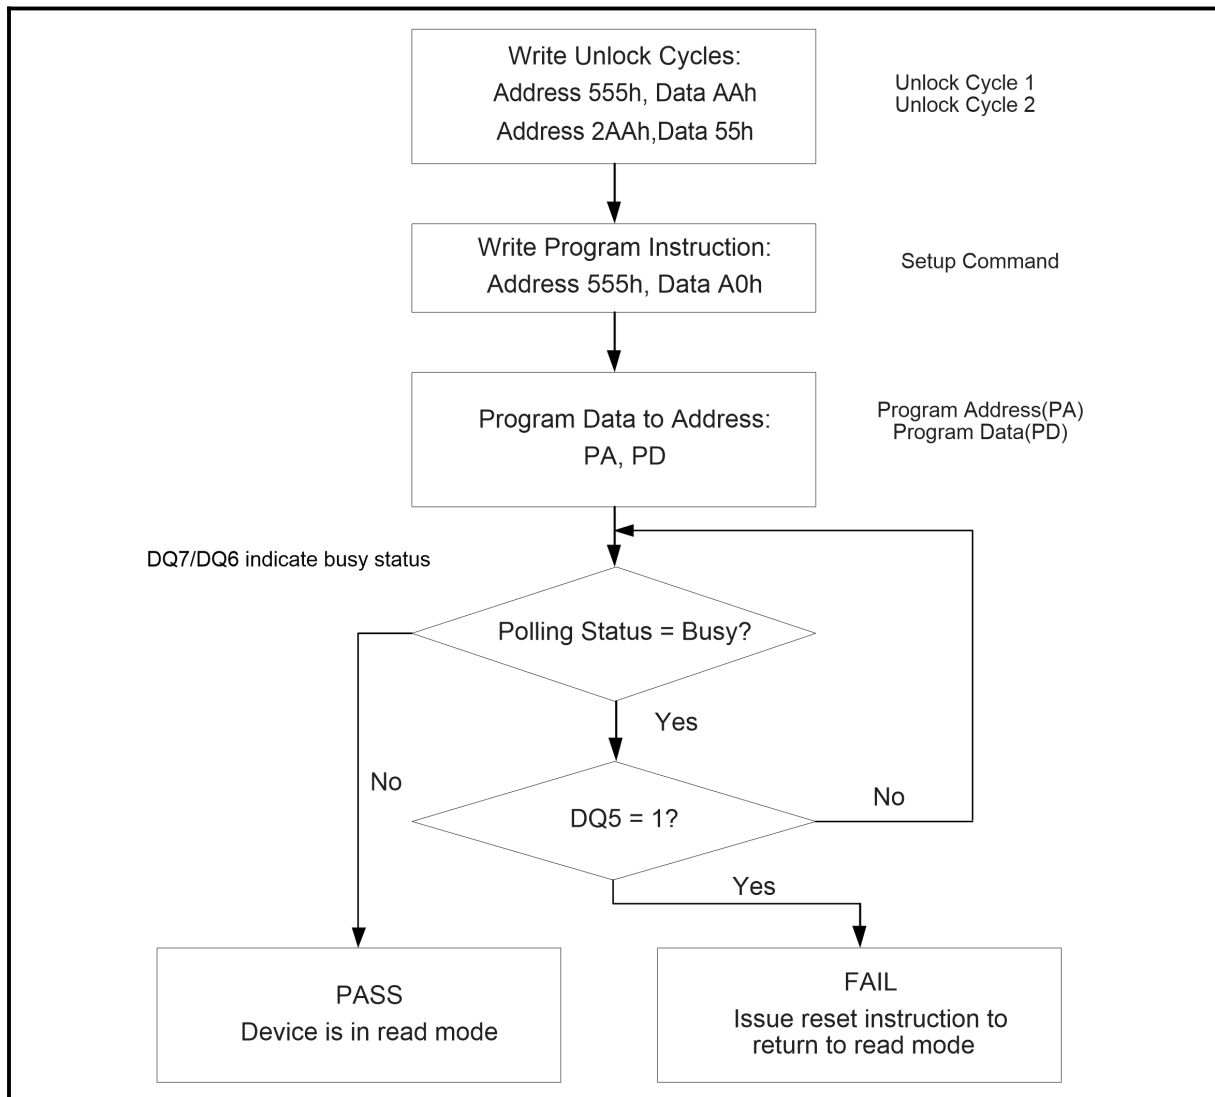 Write Unlock Cycles:
Address 555h, Data AAh
Address 2AAh,Data 55h
Unlock Cycle 1
Unlock Cycle 2
Write Program Instruction:
Address 555h, Data A0h
Setup Command
Program Data to Address:
PA, PD
Program Address(PA)
Program Data(PD)
DQ7/DQ6 indicate busy status
Polling Status = Busy?
Yes
No
DQ5 = 1?
No
Yes
PASS
Device is in read mode
FAIL
Issue reset instruction to
return to read mode